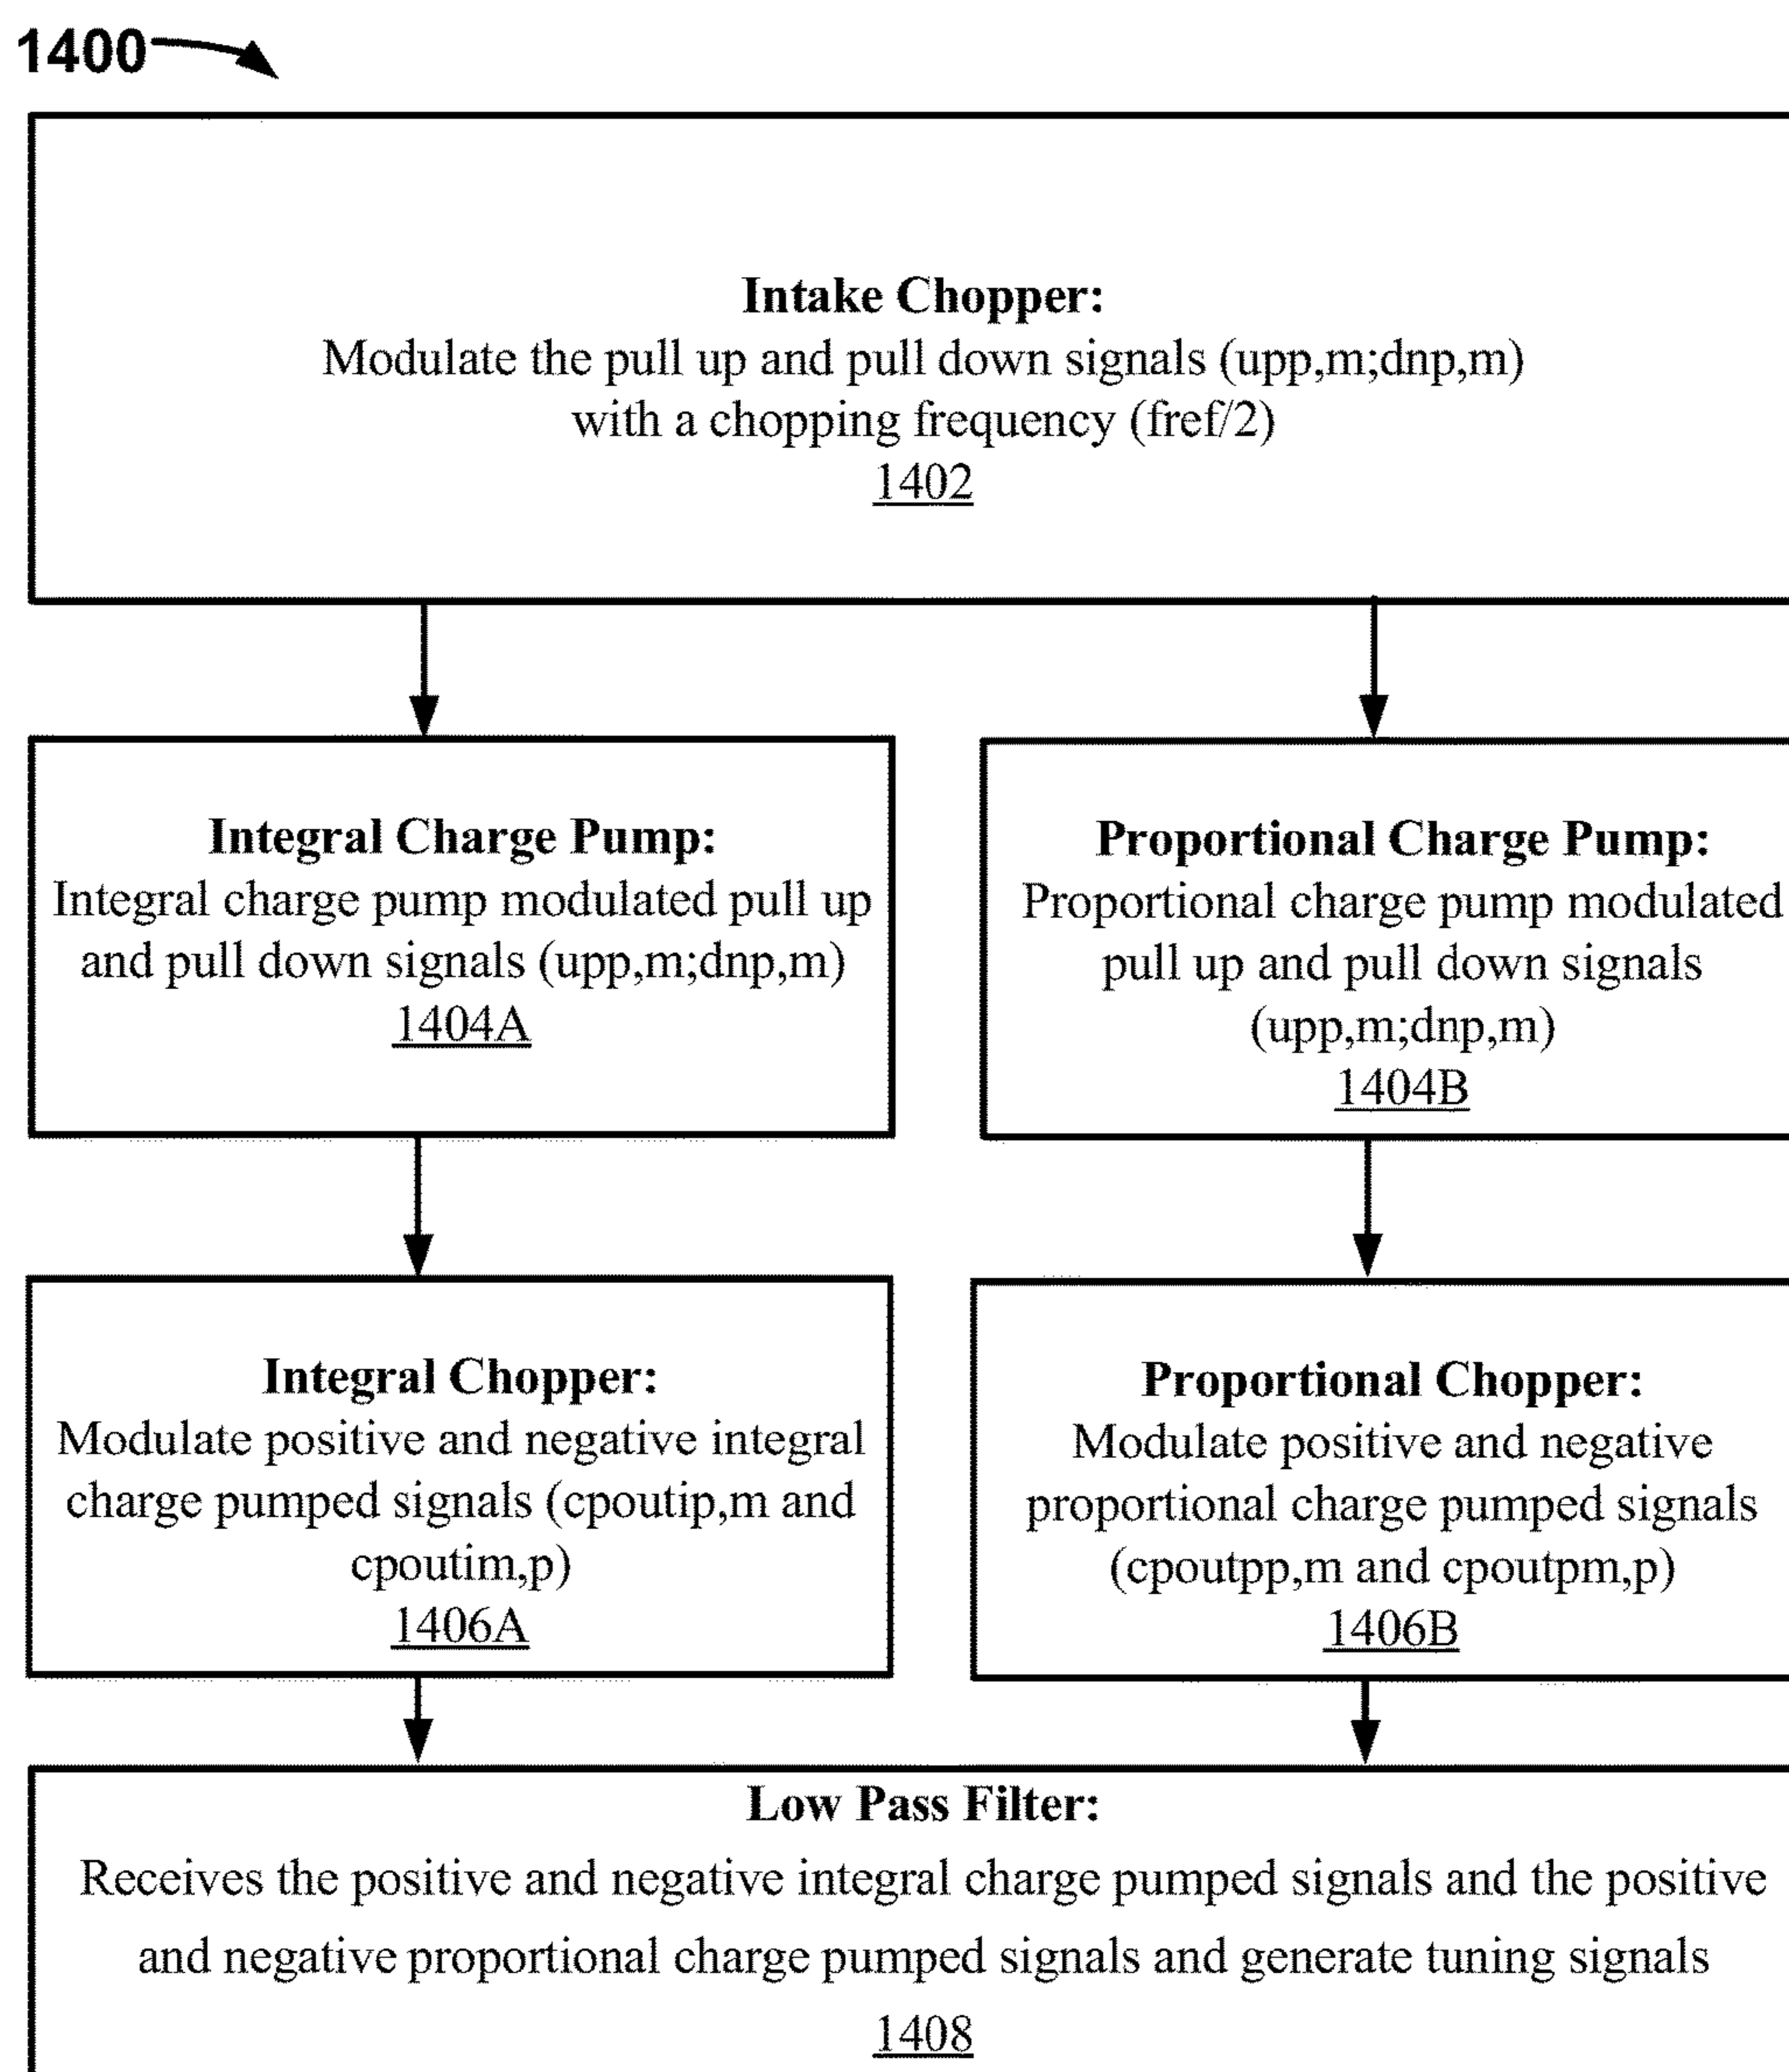 1400
Intake Chopper:
Modulate the pull up and pull down signals (upp,m;dnp,m)
with a chopping frequency (fref/2)
1402
Integral Charge Pump:
Integral charge pump modulated pull up
and pull down signals (upp,m;dnp,m)
1404A
Proportional Charge Pump:
Proportional charge pump modulated
pull up and pull down signals
(upp,m;dnp,m)
1404B
Integral Chopper:
Modulate positive and negative integral
charge pumped signals (cpoutip,m and
cpoutim,p)
1406A
Proportional Chopper:
Modulate positive and negative
proportional charge pumped signals
(cpoutpp,m and cpoutpm,p)
1406B
Low Pass Filter:
Receives the positive and negative integral charge pumped signals and the positive
and negative proportional charge pumped signals and generate tuning signals
1408